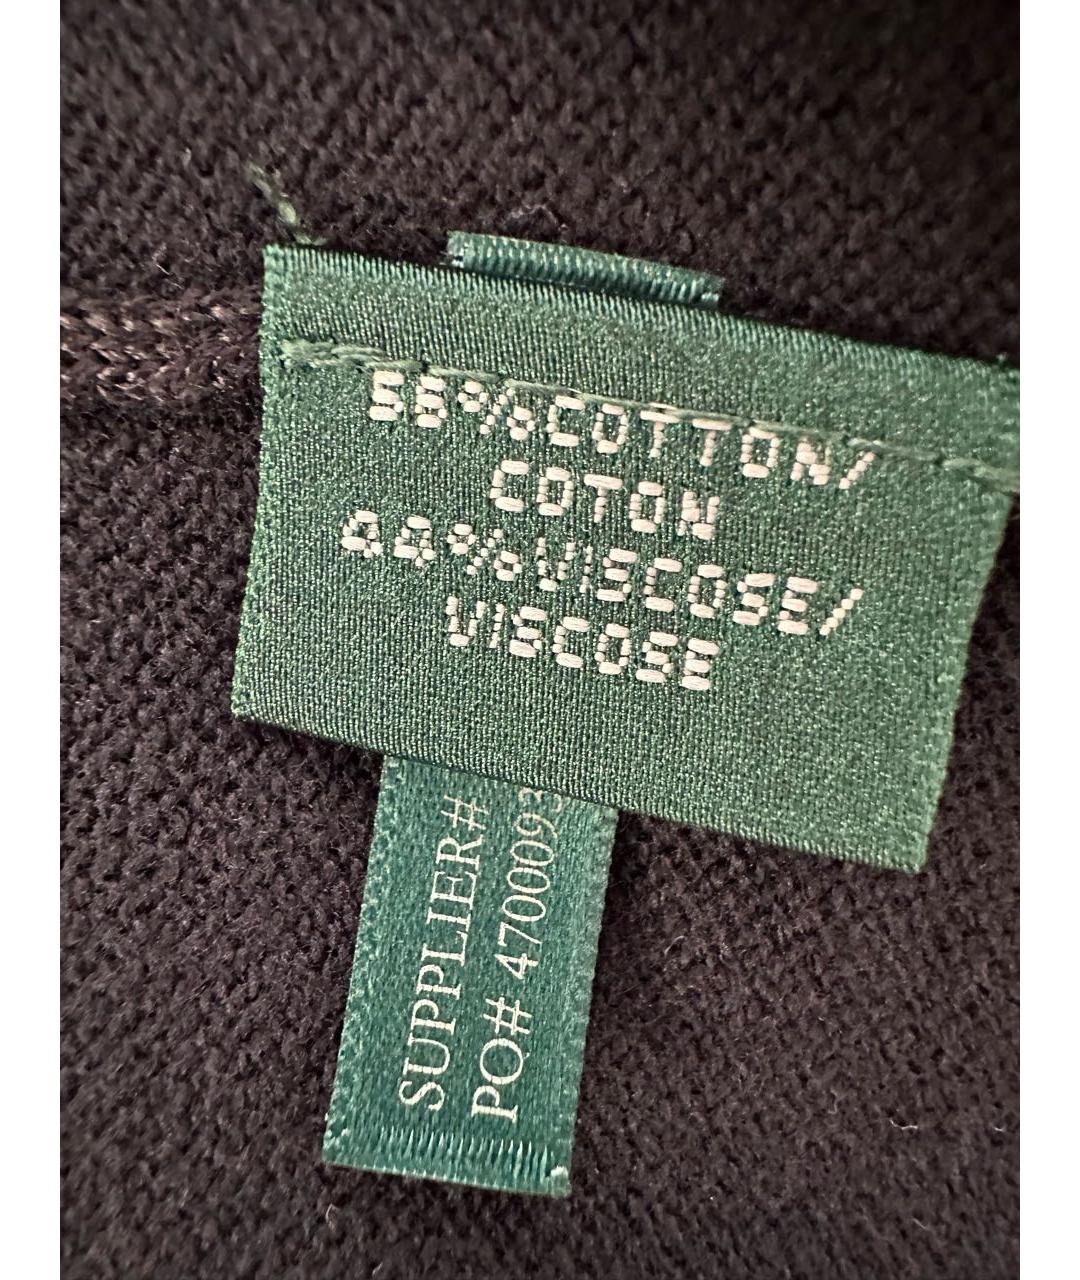 56%COTTON/
COTON
44%VISCOSE/
VISCOSE
SUPPLIER#
PO# 4700093